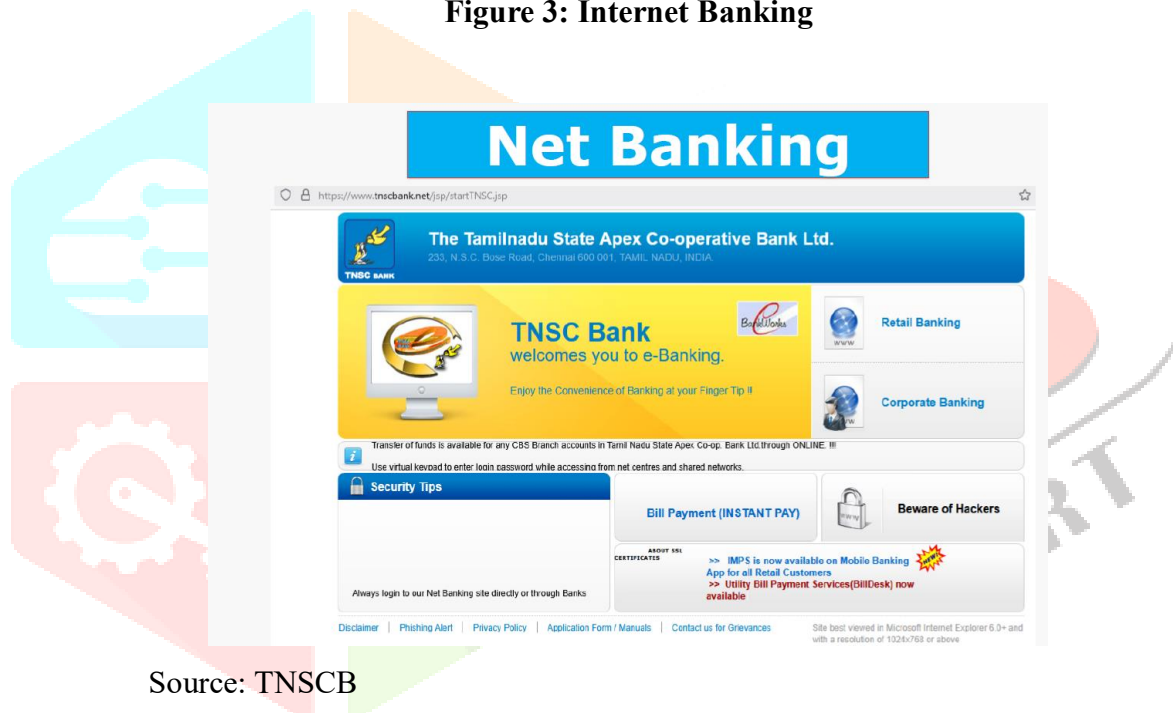 Figure 3: Internet Banking
Net Banking
https://www.tnscbank.net/jsp/startTNSC.jsp
TNSC BANK
The Tamilnadu State Apex Co-operative Bank Ltd.
233, N.S.C. Bose Road, Chennai 600 001, TAMIL NADU, INDIA.
TNSC Bank
welcomes you to e-Banking.
Enjoy the Convenience of Banking at your Finger Tip !!
BankWorks
www
Retail Banking
Corporate Banking
Transfer of funds is available for any CBS Branch accounts in Tamil Nadu State Apex Co-op. Bank Ltd.through ONLINE. !!!
Use virtual keypad to enter login password while accessing from net centres and shared networks.
Security Tips
Always login to our Net Banking site directly or through Banks
Bill Payment (INSTANT PAY)
www
Beware of Hackers
ABOUT SSL
CERTIFICATES
>> IMPS is now available on Mobile Banking
App for all Retail Customers
NEW!
>> Utility Bill Payment Services(BillDesk) now
available
Disclaimer | Phishing Alert | Privacy Policy | Application Form / Manuals | Contact us for Grievances
Site best viewed in Microsoft Internet Explorer 6.0+ and
with a resolution of 1024x768 or above
Source: TNSCB